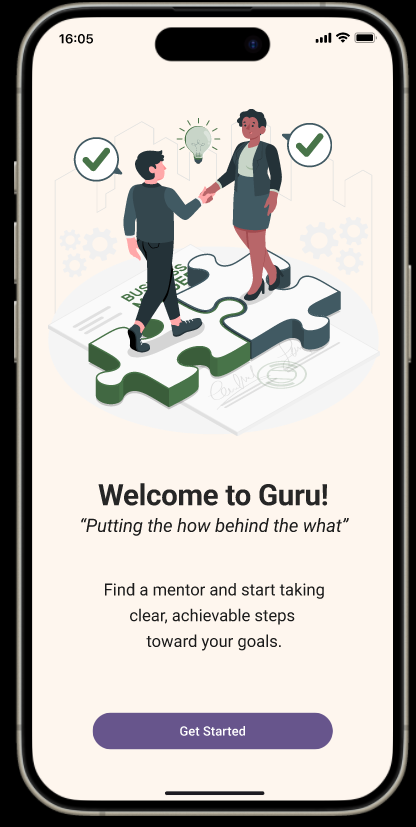 16:05
BUSINESS
Welcome to Guru!
“Putting the how behind the what”
Find a mentor and start taking
clear, achievable steps
toward your goals.
Get Started